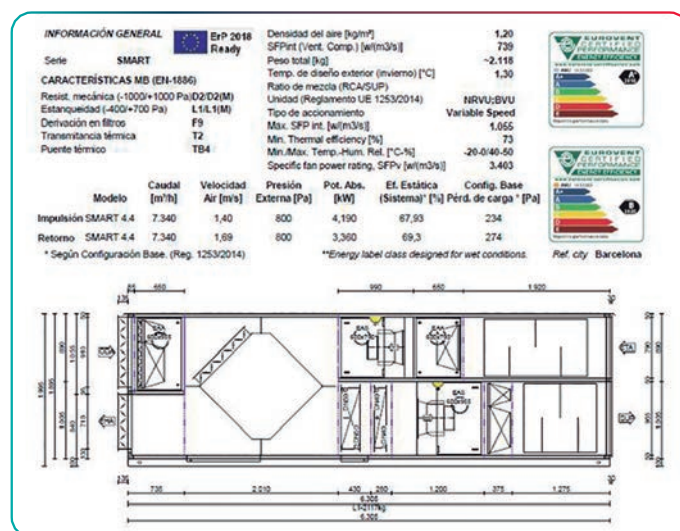 INFORMACIÓN GENERAL
ErP 2018
Ready
Serie SMART
CARACTERÍSTICAS MB (EN-1886)
Resist. mecánica (-1000/+1000 Pa) D2/D2(M)
Estanqueidad (-400/+700 Pa) L1/L1(M)
Derivación en filtros F9
Transmitancia térmica T2
Puente térmico TB4
Densidad del aire [kg/m³] 1,20
SFPint (Vent. Comp.) [w/(m3/s)] 739
Peso total [kg] ~2.118
Temp. de diseño exterior (invierno) [°C] 1,30
Ratio de mezcla (RCA/SUP)
Unidad (Reglamento UE 1253/2014) NRVU;BVU
Tipo de accionamiento Variable Speed
Max. SFP int. [w/(m3/s)] 1.055
Min. Thermal efficiency [%] 73
Min./Max. Temp.-Hum. Rel. [°C-%] -20-0/40-50
Specific fan power rating, SFPv [w/(m3/s)] 3.403
EUROVENT
CERTIFIED
PERFORMANCE
ENERGY EFFICIENCY
EUROVENT
CERTIFIED
PERFORMANCE
ENERGY EFFICIENCY
B
Modelo Caudal [m³/h] Velocidad Air [m/s] Presión Externa [Pa] Pot. Abs. [kW] Ef. Estática (Sistema)* [%] Config. Base Pérd. de carga * [Pa]
Impulsión SMART 4.4 7.340 1,40 800 4,190 67,93 234
Retorno SMART 4.4 7.340 1,69 800 3,360 69,3 274
* Según Configuración Base. (Reg. 1253/2014) **Energy label class designed for wet conditions. Ref. city Barcelona
650 990 650 1.920
735 2.010 430 250 1.200 375 1.275
6.305
L1-2117kg.
6.305